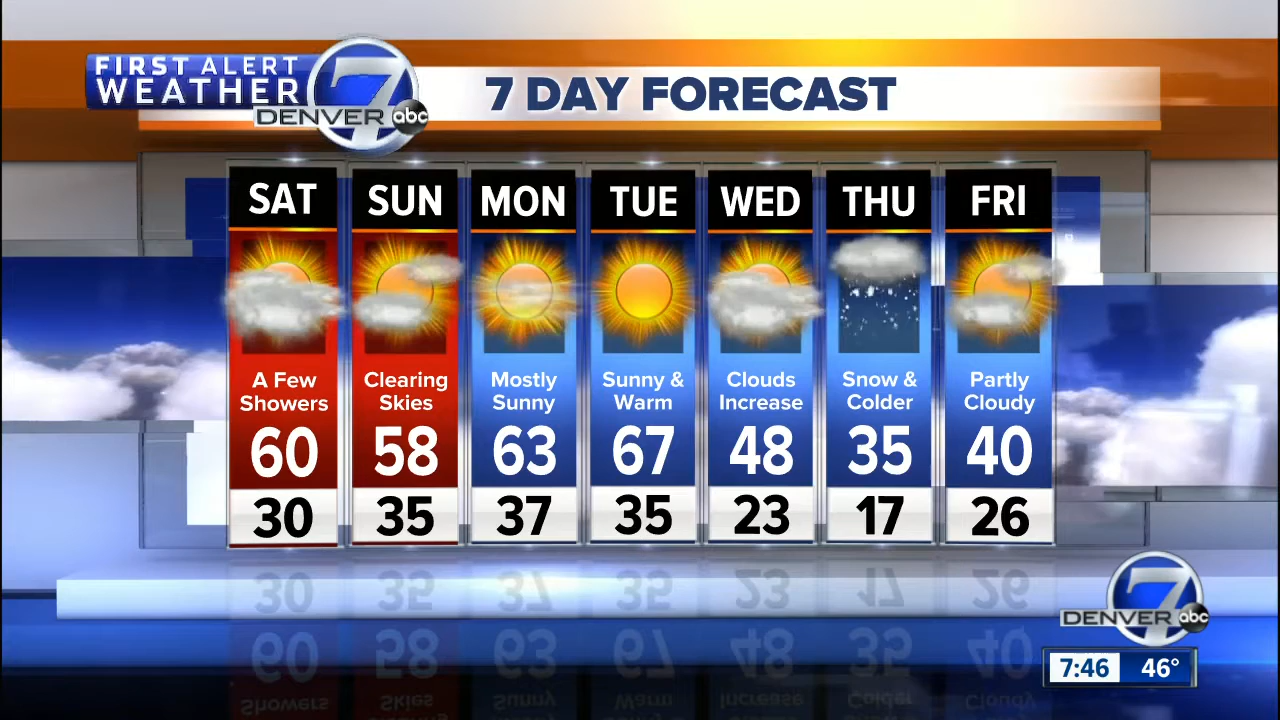 FIRST ALERT
WEATHER
7
DENVER abc
7 DAY FORECAST
SAT SUN MON TUE WED THU FRI
A Few Clearing Mostly Sunny & Clouds Snow & Partly
Showers Skies Sunny Warm Increase Colder Cloudy
60 58 63 67 48 35 40
30 35 37 35 23 17 26
7
DENVER abc
7:46 46°